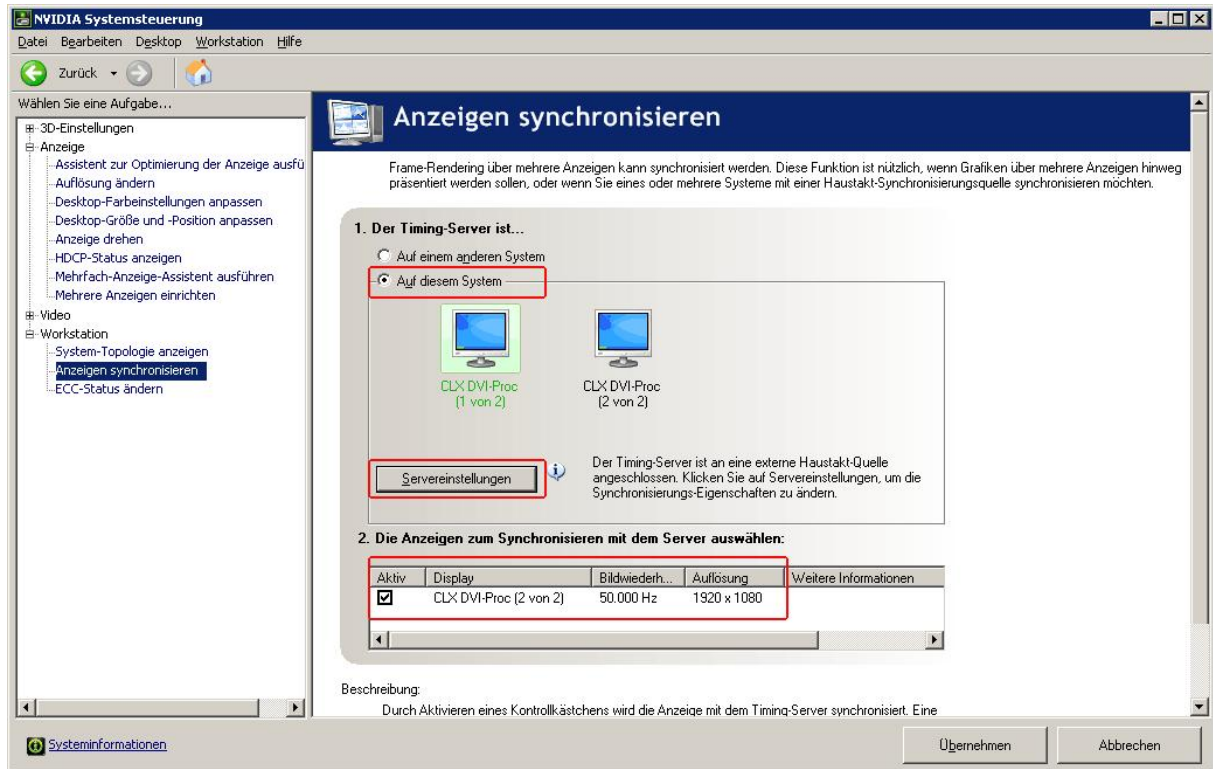 NVIDIA Systemsteuerung
Datei Bearbeiten Desktop Workstation Hilfe
Zurück
Wählen Sie eine Aufgabe...
3D-Einstellungen
Anzeige
Assistent zur Optimierung der Anzeige ausfü
Auflösung ändern
Desktop-Farbeinstellungen anpassen
Desktop-Größe und -Position anpassen
Anzeige drehen
HDCP-Status anzeigen
Mehrfach-Anzeige-Assistent ausführen
Mehrere Anzeigen einrichten
Video
Workstation
System-Topologie anzeigen
Anzeigen synchronisieren
ECC-Status ändern
Anzeigen synchronisieren
Frame-Rendering über mehrere Anzeigen kann synchronisiert werden. Diese Funktion ist nützlich, wenn Grafiken über mehrere Anzeigen hinweg
präsentiert werden sollen, oder wenn Sie eines oder mehrere Systeme mit einer Haustakt-Synchronisierungsquelle synchronisieren möchten.
1. Der Timing-Server ist...
Auf einem anderen System
Auf diesem System
CLX DVI-Proc
(1 von 2)
CLX DVI-Proc
(2 von 2)
Servereinstellungen
Der Timing-Server ist an eine externe Haustakt-Quelle
angeschlossen. Klicken Sie auf Servereinstellungen, um die
Synchronisierungs-Eigenschaften zu ändern.
2. Die Anzeigen zum Synchronisieren mit dem Server auswählen:
Aktiv Display Bildwiederh... Auflösung Weitere Informationen
CLX DVI-Proc (2 von 2) 50.000 Hz 1920 x 1080
Beschreibung:
Durch Aktivieren eines Kontrollkästchens wird die Anzeige mit dem Timing-Server synchronisiert. Eine
Systeminformationen
Übernehmen
Abbrechen